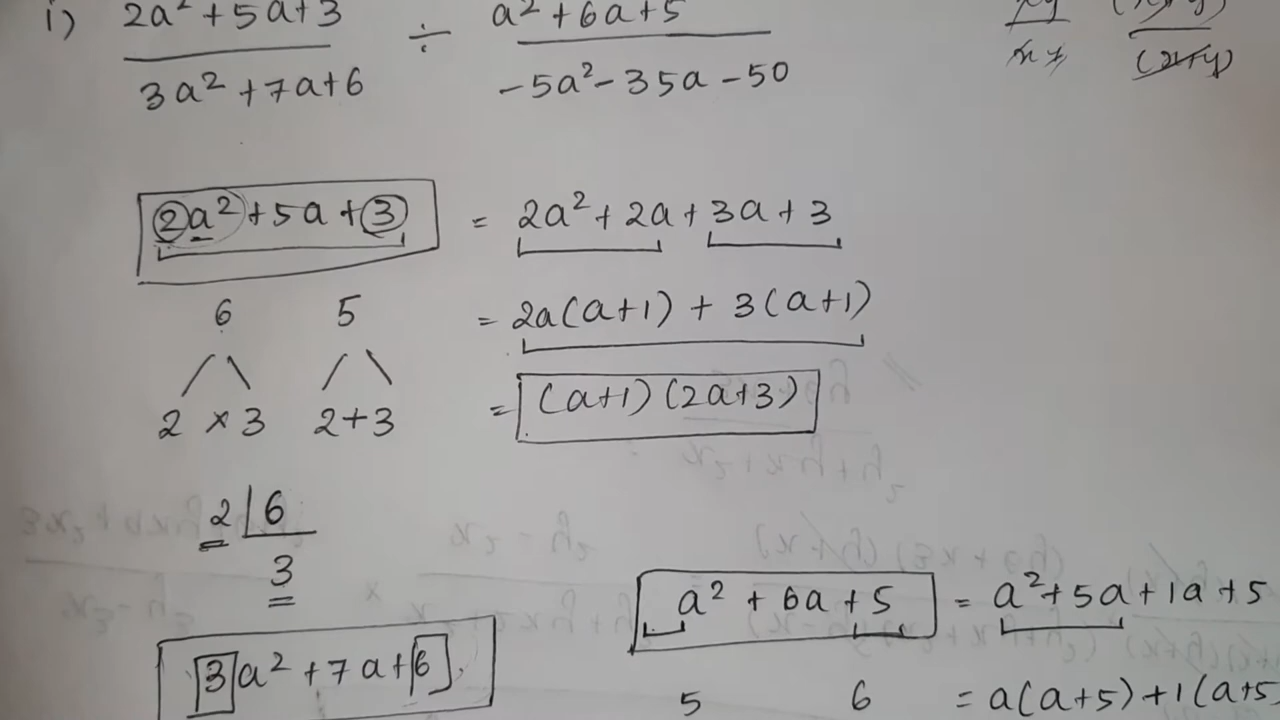 i) 2a² + 5a + 3 ÷ a² + 6a + 5
3a² + 7a + 6 -5a² - 35a - 50
2a² + 5a + 3 = 2a² + 2a + 3a + 3
6 5 = 2a(a+1) + 3(a+1)
2 × 3 2+3 = (a+1)(2a+3)
2 | 6
3
a² + 6a + 5 = a² + 5a + 1a + 5
3a² + 7a + 6
5 6 = a(a+5) + 1(a+5